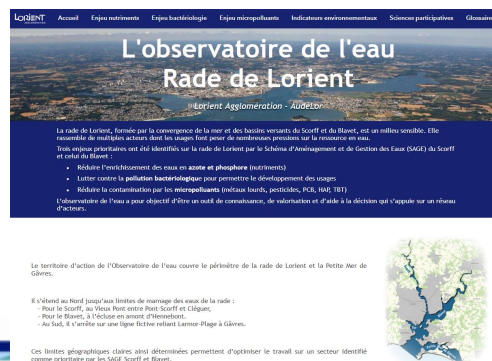 LORIENT
Accueil Enjeu nutriments Enjeu bactériologie Enjeu micropolluants Indicateurs environnementaux Sciences participatives Glossaire
L'observatoire de l'eau
Rade de Lorient
Lorient Agglomération - AudéLor
La rade de Lorient, formée par la convergence de la mer et des bassins versants du Scorff et du Blavet, est un milieu sensible. Elle
rassemble de multiples acteurs dont les usages font peser de nombreuses pressions sur la ressource en eau.
Trois enjeux prioritaires ont été identifiés sur la rade de Lorient par le Schéma d'Aménagement et de Gestion des Eaux (SAGE) du Scorff
et celui du Blavet :
• Réduire l'enrichissement des eaux en azote et phosphore (nutriments)
• Lutter contre la pollution bactériologique pour permettre le développement des usages
• Réduire la contamination par les micropolluants (métaux lourds, pesticides, PCB, HAP, TBT)
L'observatoire de l'eau a pour objectif d'être un outil de connaissance, de valorisation et d'aide à la décision qui s'appuie sur un réseau
d'acteurs.
Le territoire d'action de l'Observatoire de l'eau couvre le périmètre de la rade de Lorient et la Petite Mer de
Gâvres.
Il s'étend au Nord jusqu'aux limites de marnage des eaux de la rade :
- Pour le Scorff, au Vieux Pont entre Pont-Scorff et Cléguer,
- Pour le Blavet, à l'écluse en amont d'Hennebont.
- Au Sud, il s'arrête sur une ligne fictive reliant Larmor-Plage à Gâvres.
Ces limites géographiques claires ainsi déterminées permettent d'optimiser le travail sur un secteur identifié
comme prioritaire par les SAGE Scorff et Blavet.